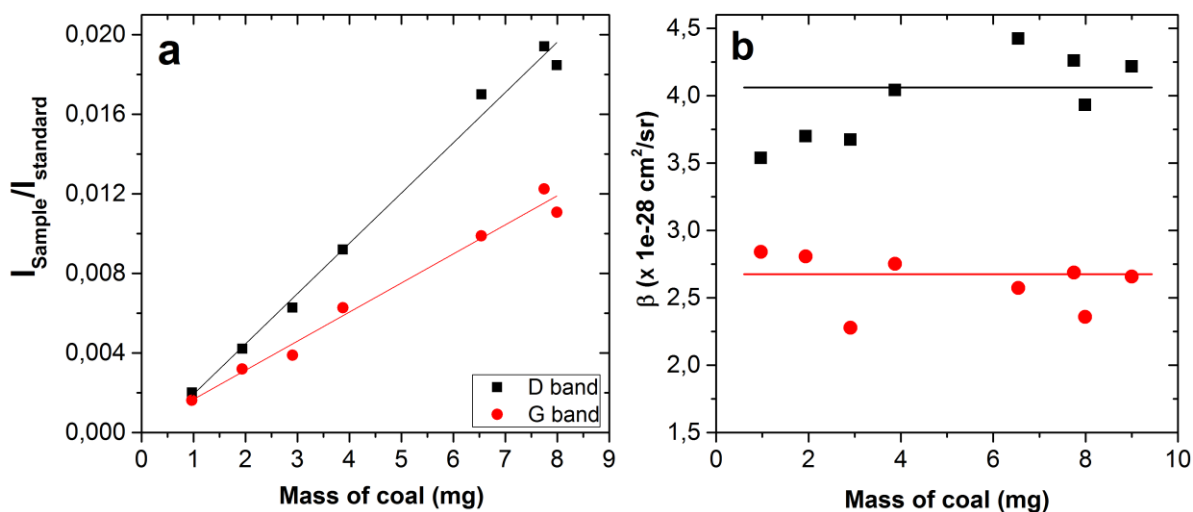 a
0,020
0,016
0,012
0,008
0,004
0,000
I_Sample/I_standard
0 1 2 3 4 5 6 7 8 9
Mass of coal (mg)
D band
G band
b
4,5
4,0
3,5
3,0
2,5
2,0
1,5
β (x 1e-28 cm²/sr)
0 2 4 6 8 10
Mass of coal (mg)